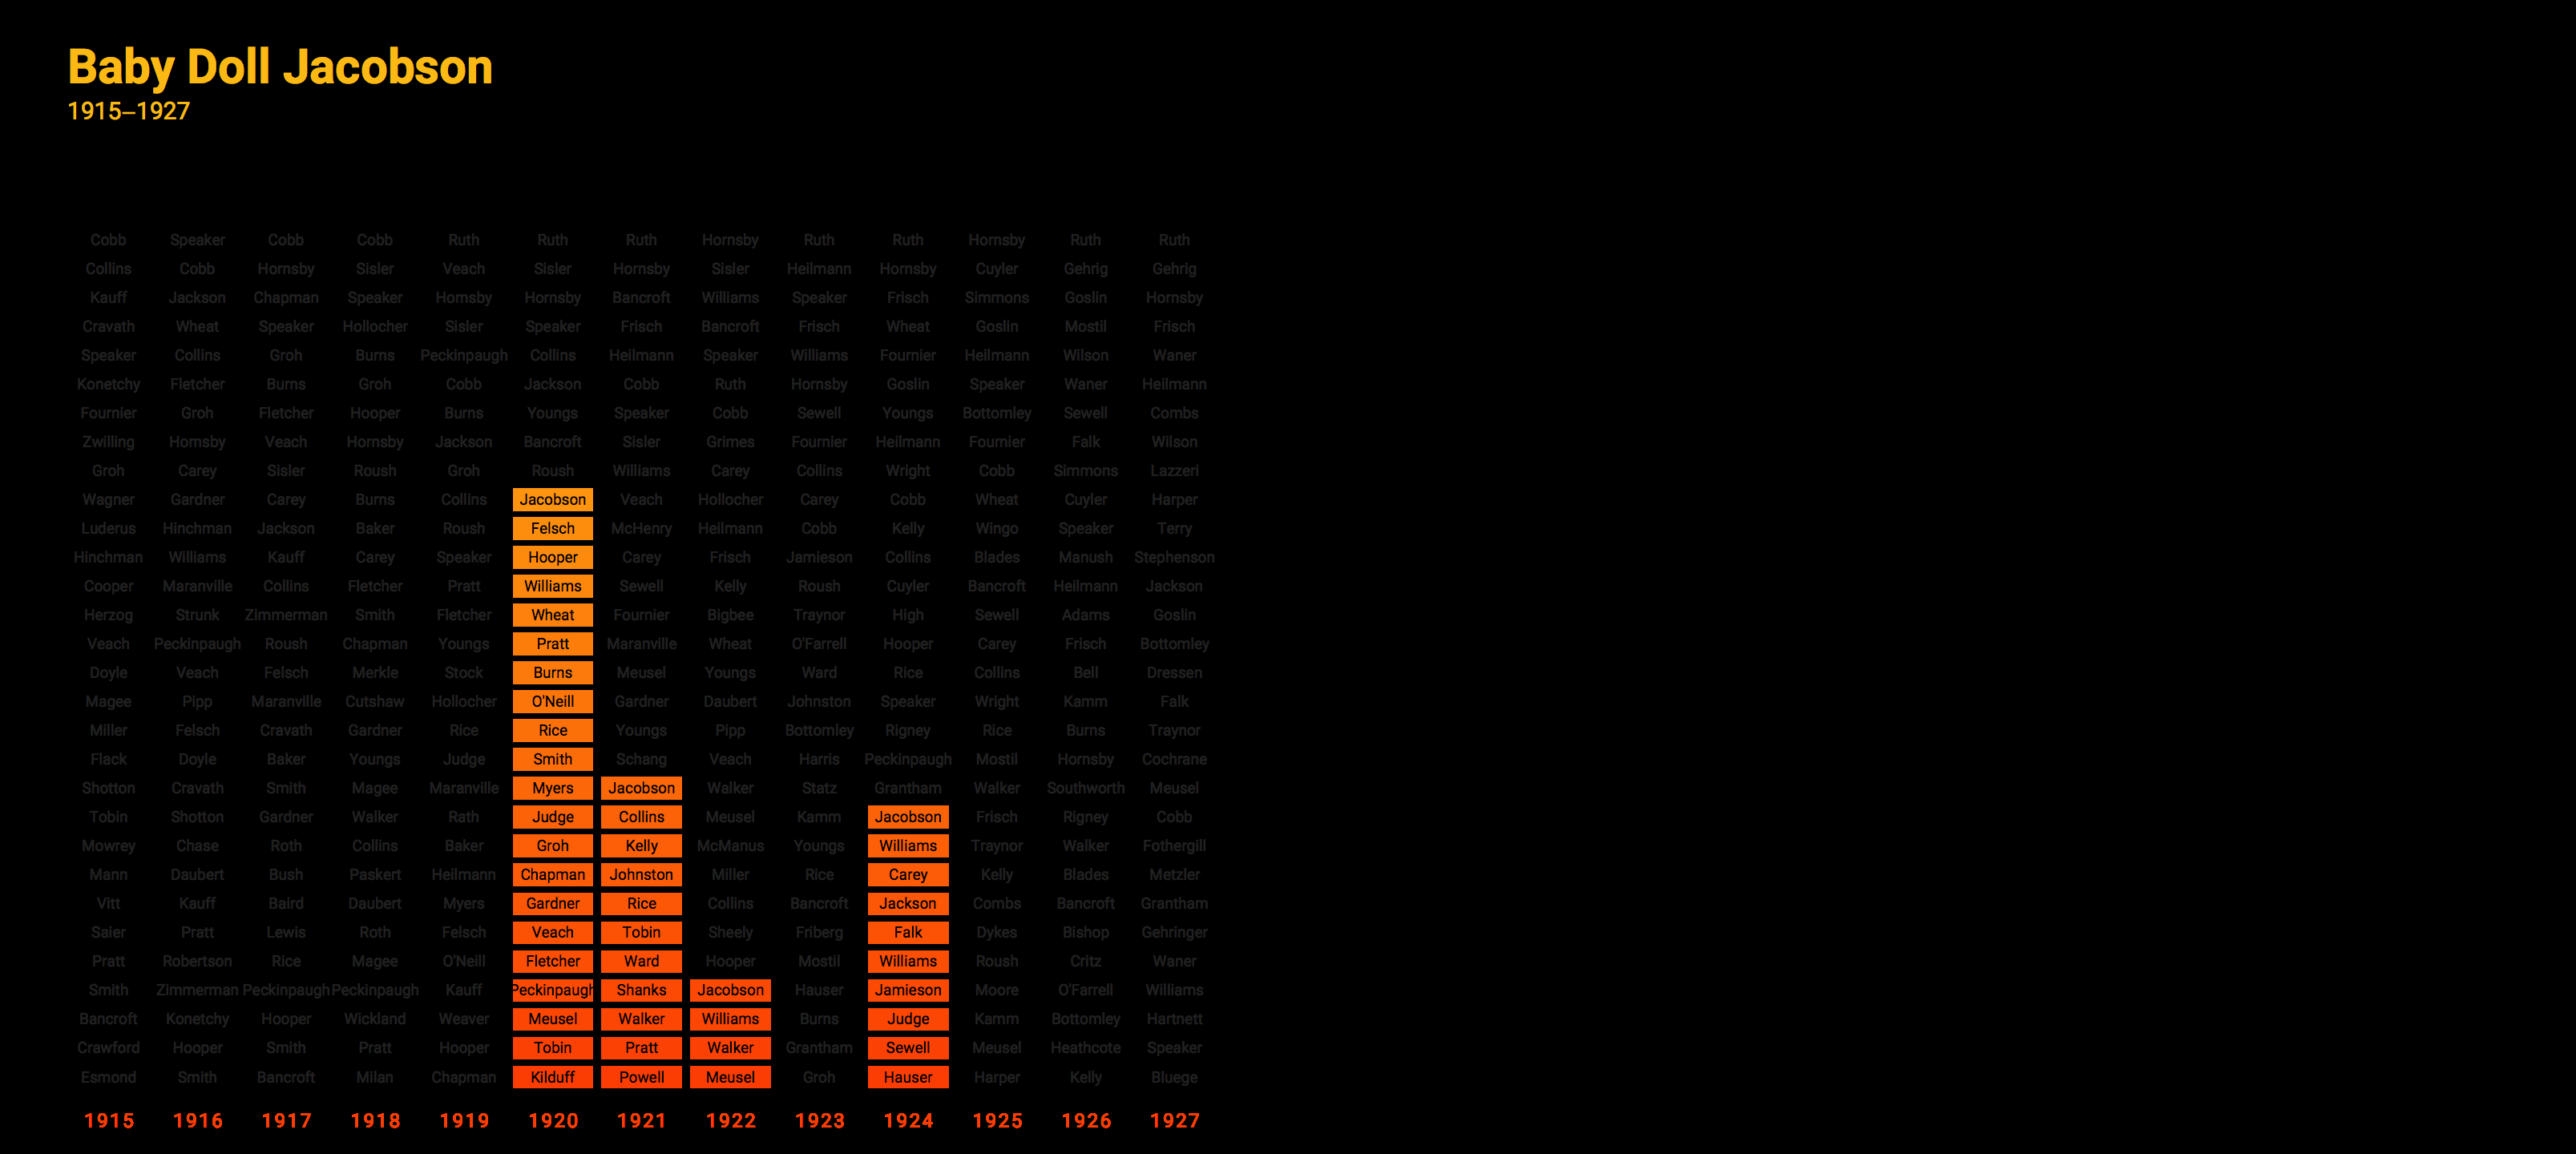 Baby Doll Jacobson
1915–1927
Cobb Speaker Cobb Cobb Ruth Ruth Ruth Hornsby Ruth Ruth Hornsby Ruth Ruth
Collins Cobb Hornsby Sisler Veach Sisler Hornsby Sisler Heilmann Hornsby Cuyler Gehrig Gehrig
Kauff Jackson Chapman Speaker Hornsby Hornsby Bancroft Williams Speaker Frisch Simmons Goslin Hornsby
Cravath Wheat Speaker Hollocher Sisler Speaker Frisch Bancroft Frisch Wheat Goslin Mostil Frisch
Speaker Collins Groh Burns Peckinpaugh Collins Heilmann Speaker Williams Fournier Heilmann Wilson Waner
Konetchy Fletcher Burns Groh Cobb Jackson Cobb Ruth Hornsby Goslin Speaker Waner Heilmann
Fournier Groh Fletcher Hooper Burns Youngs Speaker Cobb Sewell Youngs Bottomley Sewell Combs
Zwilling Hornsby Veach Hornsby Jackson Bancroft Sisler Grimes Fournier Heilmann Fournier Falk Wilson
Groh Carey Sisler Roush Groh Roush Williams Carey Collins Wright Cobb Simmons Lazzeri
Wagner Gardner Carey Burns Collins Jacobson Veach Hollocher Carey Cobb Wheat Cuyler Harper
Luderus Hinchman Jackson Baker Roush Felsch McHenry Heilmann Cobb Kelly Wingo Speaker Terry
Hinchman Williams Kauff Carey Speaker Hooper Carey Frisch Jamieson Collins Blades Manush Stephenson
Cooper Maranville Collins Fletcher Pratt Williams Sewell Kelly Roush Cuyler Bancroft Heilmann Jackson
Herzog Strunk Zimmerman Smith Fletcher Wheat Fournier Bigbee Traynor High Sewell Adams Goslin
Veach Peckinpaugh Roush Chapman Youngs Pratt Maranville Wheat O'Farrell Hooper Carey Frisch Bottomley
Doyle Veach Felsch Merkle Stock Burns Meusel Youngs Ward Rice Collins Bell Dressen
Magee Pipp Maranville Cutshaw Hollocher O'Neill Gardner Daubert Johnston Speaker Wright Kamm Falk
Miller Felsch Cravath Gardner Rice Rice Youngs Pipp Bottomley Rigney Rice Burns Traynor
Flack Doyle Baker Youngs Judge Smith Schang Veach Harris Peckinpaugh Mostil Hornsby Cochrane
Shotton Cravath Smith Magee Maranville Myers Jacobson Walker Statz Grantham Walker Southworth Meusel
Tobin Shotton Gardner Walker Rath Judge Collins Meusel Kamm Jacobson Frisch Rigney Cobb
Mowrey Chase Roth Collins Baker Groh Kelly McManus Youngs Williams Traynor Walker Fothergill
Mann Daubert Bush Paskert Heilmann Chapman Johnston Miller Rice Carey Kelly Blades Metzler
Vitt Kauff Baird Daubert Myers Gardner Rice Collins Bancroft Jackson Combs Bancroft Grantham
Saier Pratt Lewis Roth Felsch Veach Tobin Sheely Friberg Falk Dykes Bishop Gehringer
Pratt Robertson Rice Magee O'Neill Fletcher Ward Hooper Mostil Williams Roush Critz Waner
Smith Zimmerman Peckinpaugh Peckinpaugh Kauff Peckinpaugh Shanks Jacobson Hauser Jamieson Moore O'Farrell Williams
Bancroft Konetchy Hooper Wickland Weaver Meusel Walker Williams Burns Judge Kamm Bottomley Hartnett
Crawford Hooper Smith Pratt Hooper Tobin Pratt Walker Grantham Sewell Meusel Heathcote Speaker
Esmond Smith Bancroft Milan Chapman Kilduff Powell Meusel Groh Hauser Harper Kelly Bluege
1915 1916 1917 1918 1919 1920 1921 1922 1923 1924 1925 1926 1927